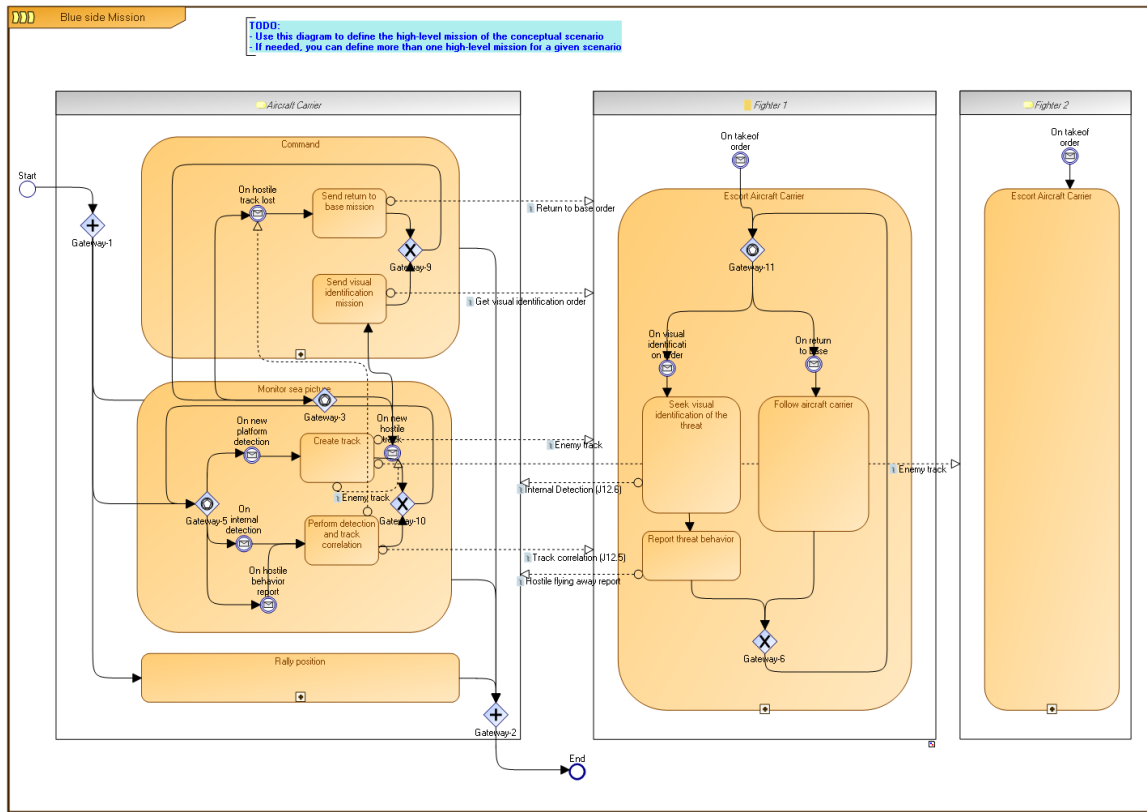 Blue side Mission
TODO:
- Use this diagram to define the high-level mission of the conceptual scenario
- If needed, you can define more than one high-level mission for a given scenario
Aircraft Carrier
Fighter 1
Fighter 2
Start
Gateway-1
Command
On hostile
track lost
Send return to
base mission
Gateway-9
Send visual
identification
mission
Return to base order
Get visual identification order
Monitor sea picture
Gateway-3
On new
platform
detection
Create track
On new
hostile
track
Enemy track
Gateway-5
On
internal
detection
Perform detection
and track
correlation
Gateway-10
On hostile
behavior
report
Enemy track
Enemy track
Internal Detection (J12.6)
Track correlation (J12.5)
Hostile flying away report
Rally position
Gateway-2
End
On takeof
order
Escort Aircraft Carrier
Gateway-11
On visual
identificati
on order
On return
to base
Seek visual
identification of the
threat
Follow aircraft carrier
Report threat behavior
Gateway-6
On takeof
order
Escort Aircraft Carrier